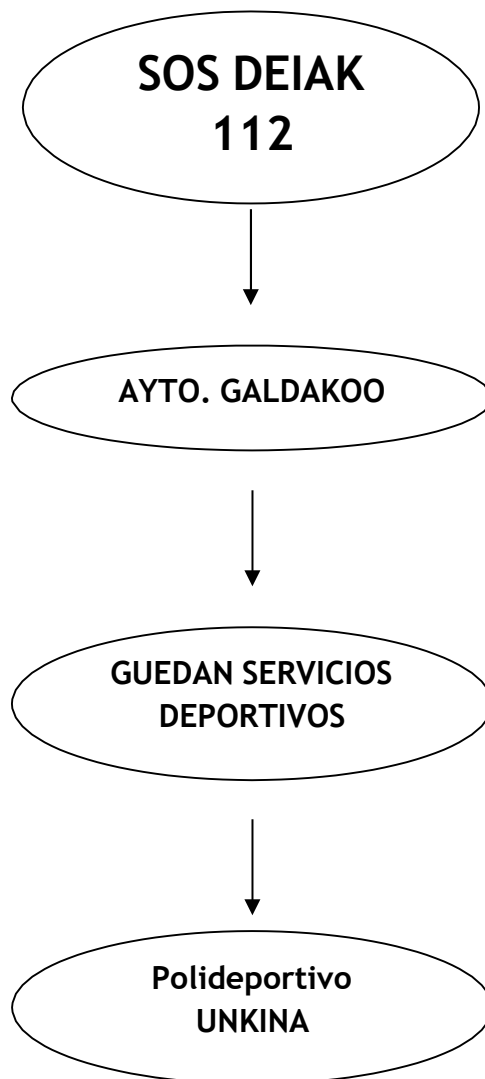 SOS DEIAK
112
AYTO. GALDAKOO
GUEDAN SERVICIOS
DEPORTIVOS
Polideportivo
UNKINA